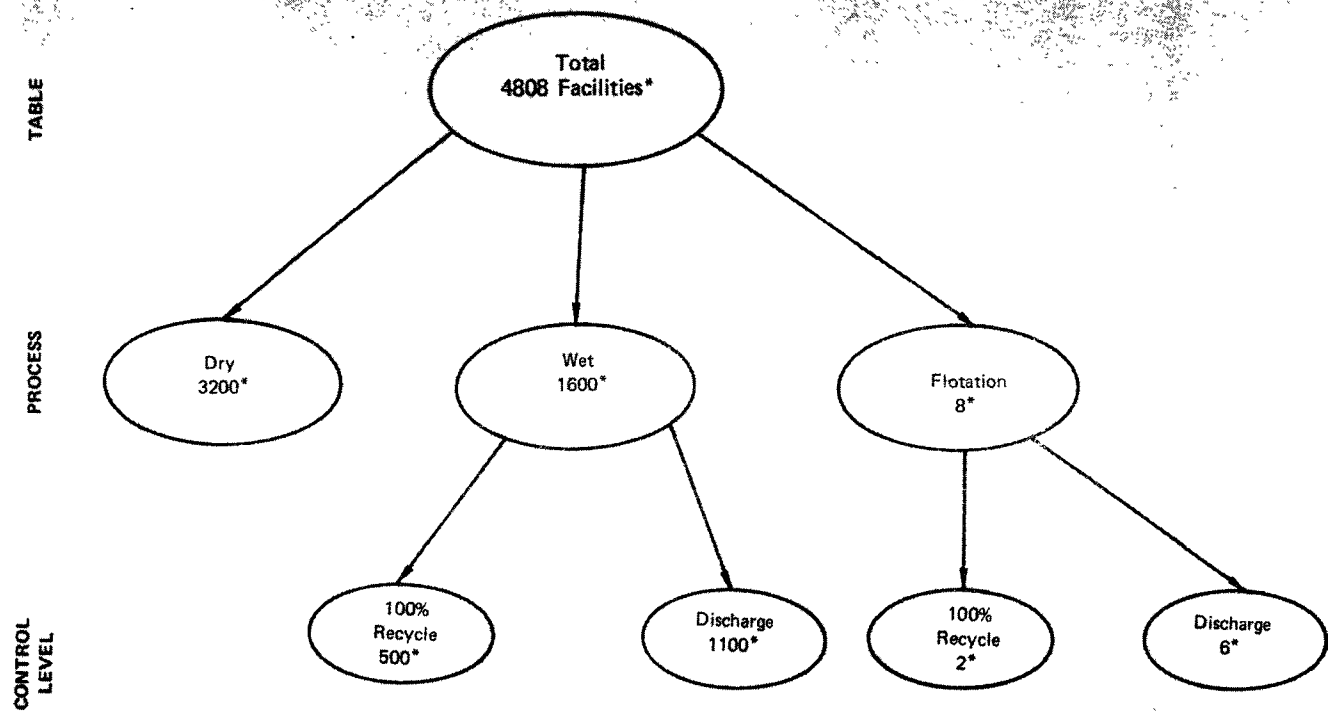 TABLE
Total
4808 Facilities*
PROCESS
Dry
3200*
Wet
1600*
Flotation
8*
CONTROL
LEVEL
100%
Recycle
500*
Discharge
1100*
100%
Recycle
2*
Discharge
6*